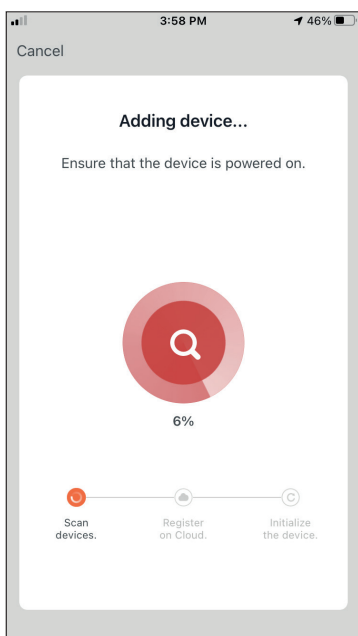 3:58 PM
46%
Cancel
Adding device...
Ensure that the device is powered on.
6%
Scan
devices.
Register
on Cloud.
Initialize
the device.